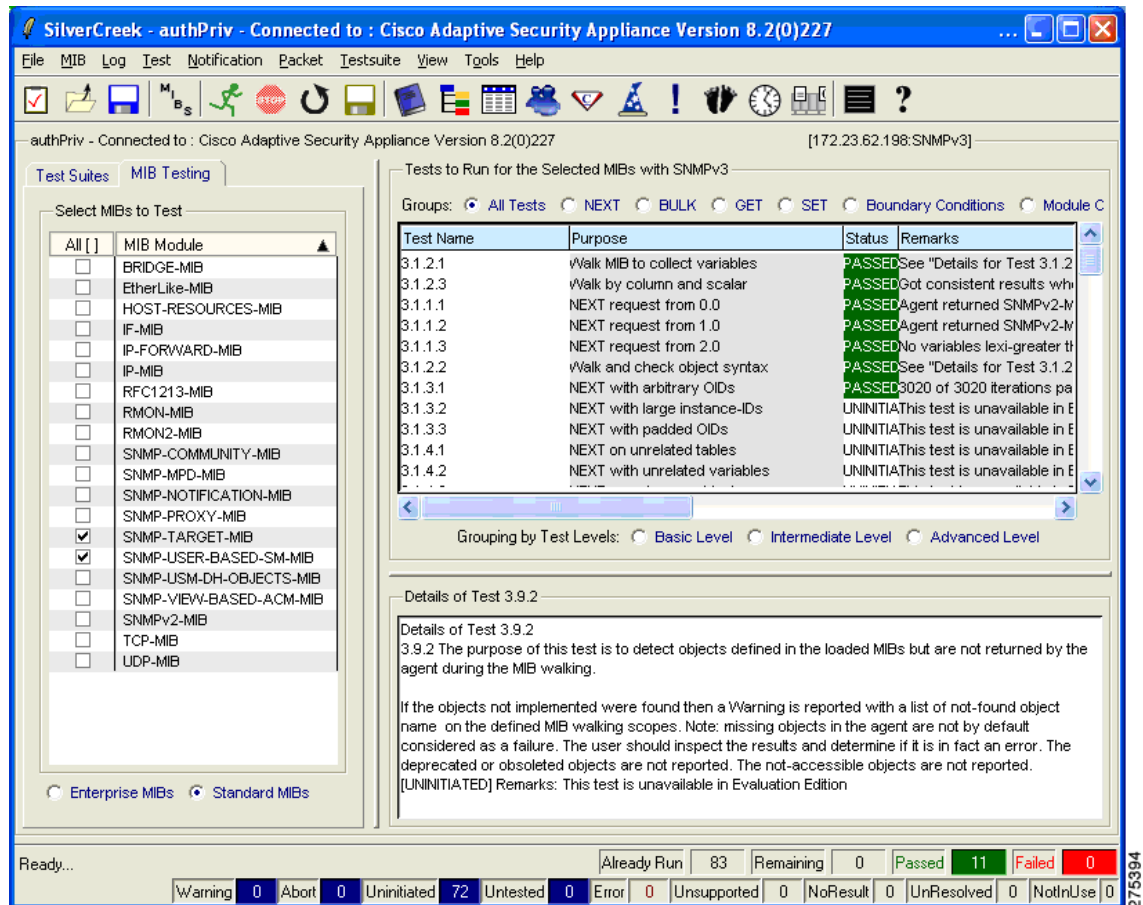 SilverCreek - authPriv - Connected to : Cisco Adaptive Security Appliance Version 8.2(0)227 ...
File MIB Log Test Notification Packet Testsuite View Tools Help
MIBs STOP C ! ?
authPriv - Connected to : Cisco Adaptive Security Appliance Version 8.2(0)227 [172.23.62.198:SNMPv3]
Test Suites MIB Testing
Select MIBs to Test
All [ ] MIB Module
BRIDGE-MIB
EtherLike-MIB
HOST-RESOURCES-MIB
IF-MIB
IP-FORWARD-MIB
IP-MIB
RFC1213-MIB
RMON-MIB
RMON2-MIB
SNMP-COMMUNITY-MIB
SNMP-MPD-MIB
SNMP-NOTIFICATION-MIB
SNMP-PROXY-MIB
SNMP-TARGET-MIB
SNMP-USER-BASED-SM-MIB
SNMP-USM-DH-OBJECTS-MIB
SNMP-VIEW-BASED-ACM-MIB
SNMPv2-MIB
TCP-MIB
UDP-MIB
Enterprise MIBs Standard MIBs
Tests to Run for the Selected MIBs with SNMPv3
Groups: All Tests NEXT BULK GET SET Boundary Conditions Module C
Test Name Purpose Status Remarks
3.1.2.1 Walk MIB to collect variables PASSED See "Details for Test 3.1.2
3.1.2.3 Walk by column and scalar PASSED Got consistent results whe
3.1.1.1 NEXT request from 0.0 PASSED Agent returned SNMPv2-M
3.1.1.2 NEXT request from 1.0 PASSED Agent returned SNMPv2-M
3.1.1.3 NEXT request from 2.0 PASSED No variables lexi-greater th
3.1.2.2 Walk and check object syntax PASSED See "Details for Test 3.1.2
3.1.3.1 NEXT with arbitrary OIDs PASSED 3020 of 3020 iterations pa
3.1.3.2 NEXT with large instance-IDs UNINITIA This test is unavailable in E
3.1.3.3 NEXT with padded OIDs UNINITIA This test is unavailable in E
3.1.4.1 NEXT on unrelated tables UNINITIA This test is unavailable in E
3.1.4.2 NEXT with unrelated variables UNINITIA This test is unavailable in E
Grouping by Test Levels: Basic Level Intermediate Level Advanced Level
Details of Test 3.9.2
Details of Test 3.9.2
3.9.2 The purpose of this test is to detect objects defined in the loaded MIBs but are not returned by the
agent during the MIB walking.
If the objects not implemented were found then a Warning is reported with a list of not-found object
name on the defined MIB walking scopes. Note: missing objects in the agent are not by default
considered as a failure. The user should inspect the results and determine if it is in fact an error. The
deprecated or obsoleted objects are not reported. The not-accessible objects are not reported.
[UNINITIATED] Remarks: This test is unavailable in Evaluation Edition
Ready... Already Run 83 Remaining 0 Passed 11 Failed 0
Warning 0 Abort 0 Uninitiated 72 Untested 0 Error 0 Unsupported 0 NoResult 0 UnResolved 0 NotInUse 0
275394